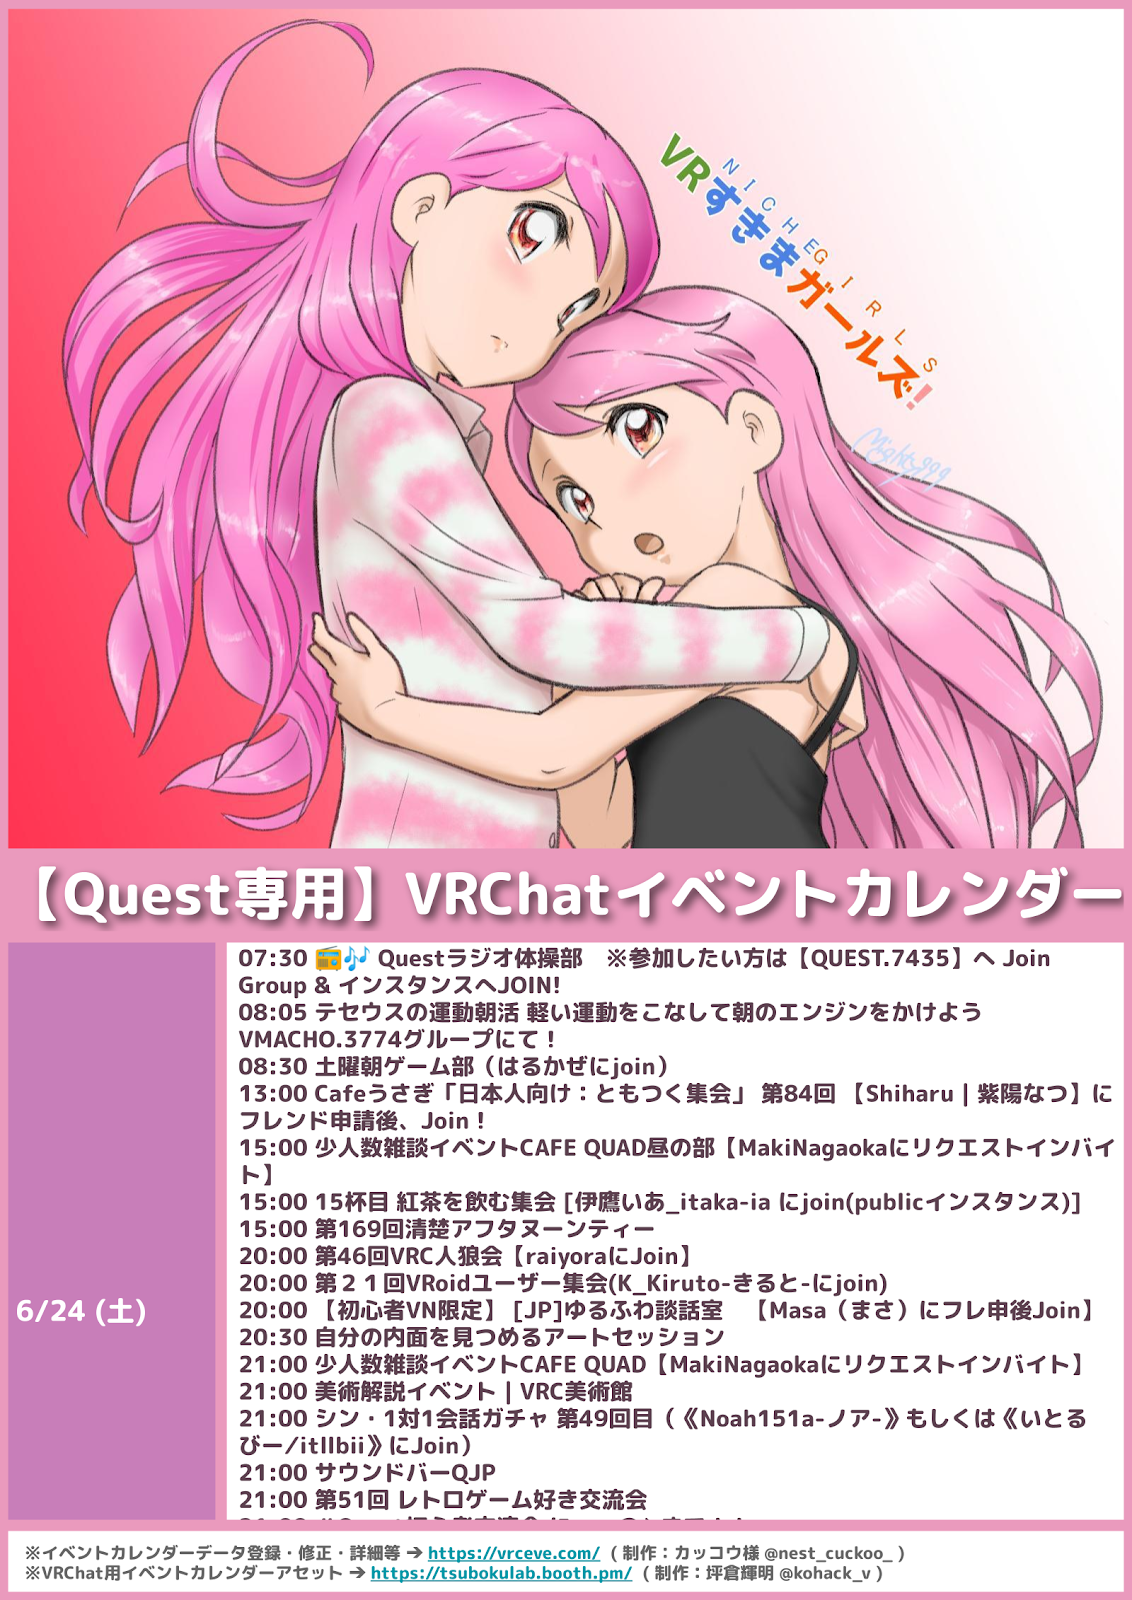 NICHE GIRLS
VRすきまガールズ!
Mighty999
【Quest専用】VRChatイベントカレンダー
6/24 (土)
07:30 📻🎶 Questラジオ体操部　※参加したい方は【QUEST.7435】へ Join
Group & インスタンスへJOIN!
08:05 テセウスの運動朝活 軽い運動をこなして朝のエンジンをかけよう
VMACHO.3774グループにて！
08:30 土曜朝ゲーム部（はるかぜにjoin）
13:00 Cafeうさぎ「日本人向け：ともつく集会」 第84回 【Shiharu | 紫陽なつ】に
フレンド申請後、Join！
15:00 少人数雑談イベントCAFE QUAD昼の部【MakiNagaokaにリクエストインバイ
ト】
15:00 15杯目 紅茶を飲む集会 [伊鷹いあ_itaka-ia にjoin(publicインスタンス)]
15:00 第169回清楚アフタヌーンティー
20:00 第46回VRC人狼会【raiyoraにJoin】
20:00 第２１回VRoidユーザー集会(K_Kiruto-きると-にjoin)
20:00 【初心者VN限定】 [JP]ゆるふわ談話室　【Masa（まさ）にフレ申後Join】
20:30 自分の内面を見つめるアートセッション
21:00 少人数雑談イベントCAFE QUAD【MakiNagaokaにリクエストインバイト】
21:00 美術解説イベント | VRC美術館
21:00 シン・1対1会話ガチャ 第49回目（《Noah151a-ノア-》もしくは《いとる
びー/itllbii》にJoin）
21:00 サウンドバーQJP
21:00 第51回 レトロゲーム好き交流会
※イベントカレンダーデータ登録・修正・詳細等 ➔ https://vrceve.com/ （ 制作：カッコウ様 @nest_cuckoo_ ）
※VRChat用イベントカレンダーアセット ➔ https://tsubokulab.booth.pm/ （ 制作：坪倉輝明 @kohack_v ）